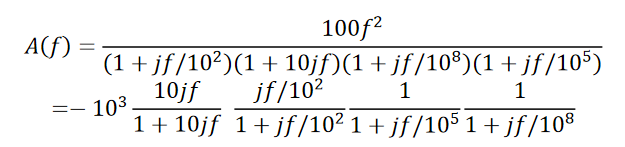 A(f) = 100f² / (1 + jf/10²)(1 + 10jf)(1 + jf/10⁸)(1 + jf/10⁵)
=− 10³ 10jf / 1 + 10jf jf/10² / 1 + jf/10² 1 / 1 + jf/10⁵ 1 / 1 + jf/10⁸